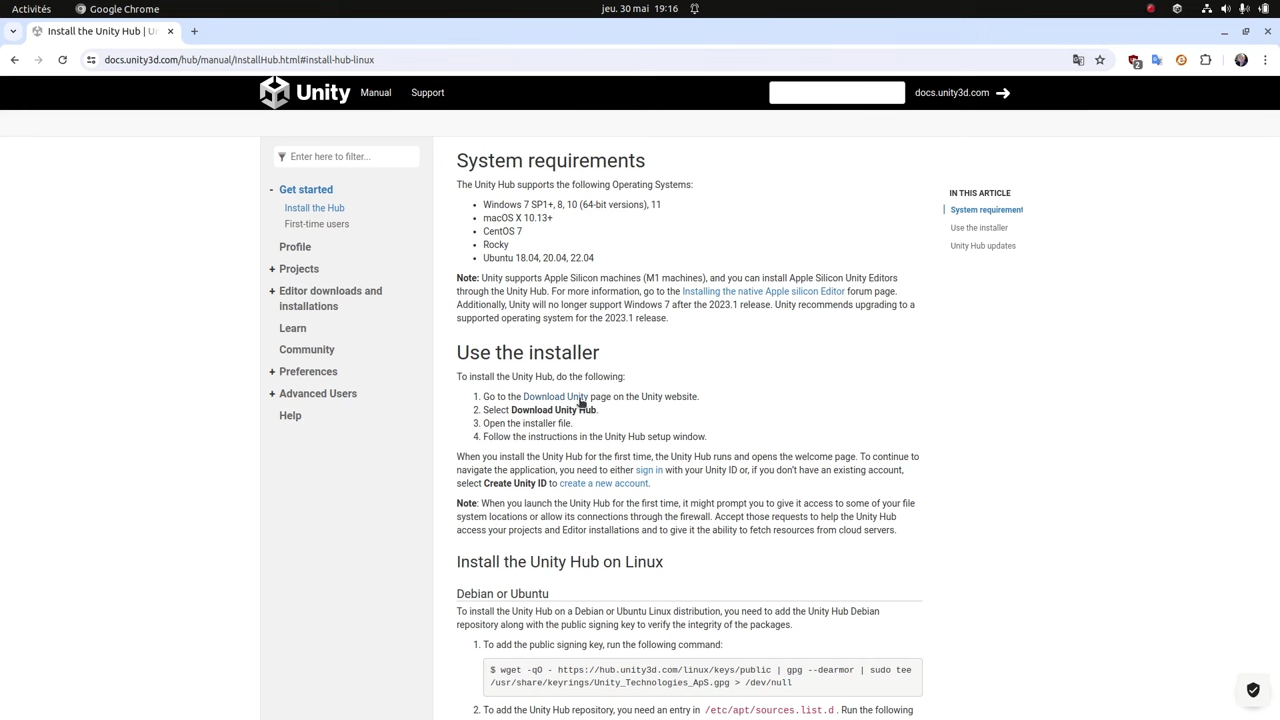 Activités
Google Chrome
jeu. 30 mai 19:16
Install the Unity Hub | Ur
docs.unity3d.com/hub/manual/InstallHub.html#install-hub-linux
2
Unity
Manual
Support
docs.unity3d.com
Enter here to filter...
- Get started
Install the Hub
First-time users
Profile
+ Projects
+ Editor downloads and
installations
Learn
Community
+ Preferences
+ Advanced Users
Help
System requirements
The Unity Hub supports the following Operating Systems:
• Windows 7 SP1+, 8, 10 (64-bit versions), 11
• macOS X 10.13+
• CentOS 7
• Rocky
• Ubuntu 18.04, 20.04, 22.04
Note: Unity supports Apple Silicon machines (M1 machines), and you can install Apple Silicon Unity Editors
through the Unity Hub. For more information, go to the Installing the native Apple silicon Editor forum page.
Additionally, Unity will no longer support Windows 7 after the 2023.1 release. Unity recommends upgrading to a
supported operating system for the 2023.1 release.
Use the installer
To install the Unity Hub, do the following:
1. Go to the Download Unity page on the Unity website.
2. Select Download Unity Hub.
3. Open the installer file.
4. Follow the instructions in the Unity Hub setup window.
When you install the Unity Hub for the first time, the Unity Hub runs and opens the welcome page. To continue to
navigate the application, you need to either sign in with your Unity ID or, if you don't have an existing account,
select Create Unity ID to create a new account.
Note: When you launch the Unity Hub for the first time, it might prompt you to give it access to some of your file
system locations or allow its connections through the firewall. Accept those requests to help the Unity Hub
access your projects and Editor installations and to give it the ability to fetch resources from cloud servers.
Install the Unity Hub on Linux
Debian or Ubuntu
To install the Unity Hub on a Debian or Ubuntu Linux distribution, you need to add the Unity Hub Debian
repository along with the public signing key to verify the integrity of the packages.
1. To add the public signing key, run the following command:
$ wget -qO - https://hub.unity3d.com/linux/keys/public | gpg --dearmor | sudo tee
/usr/share/keyrings/Unity_Technologies_ApS.gpg > /dev/null
2. To add the Unity Hub repository, you need an entry in /etc/apt/sources.list.d. Run the following
IN THIS ARTICLE
System requirement
Use the installer
Unity Hub updates